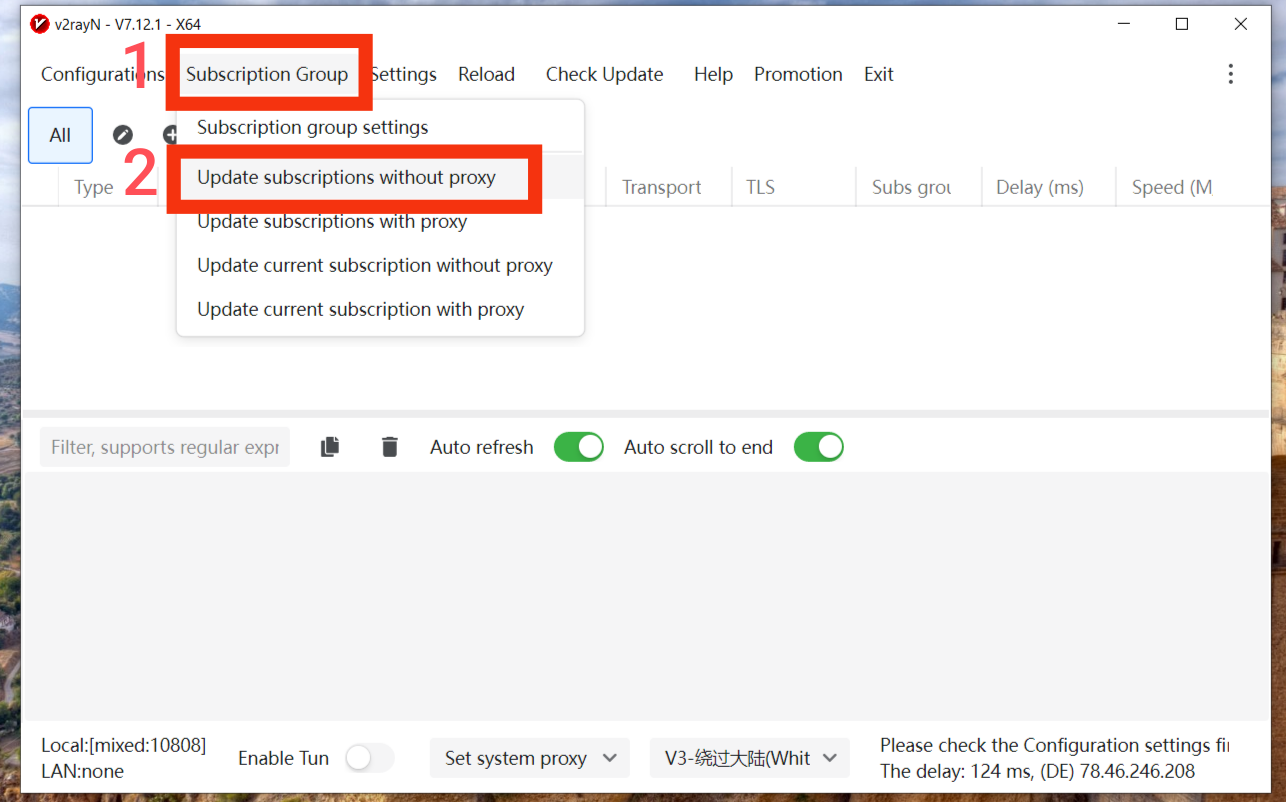 v2rayN - V7.12.1 - X64
1
Configurations Subscription Group Settings Reload Check Update Help Promotion Exit
All
Subscription group settings
2
Type Update subscriptions without proxy Transport TLS Subs grou Delay (ms) Speed (M
Update subscriptions with proxy
Update current subscription without proxy
Update current subscription with proxy
Filter, supports regular expr Auto refresh Auto scroll to end
Local:[mixed:10808]
LAN:none
Enable Tun Set system proxy V3-绕过大陆(Whit
Please check the Configuration settings fir
The delay: 124 ms, (DE) 78.46.246.208